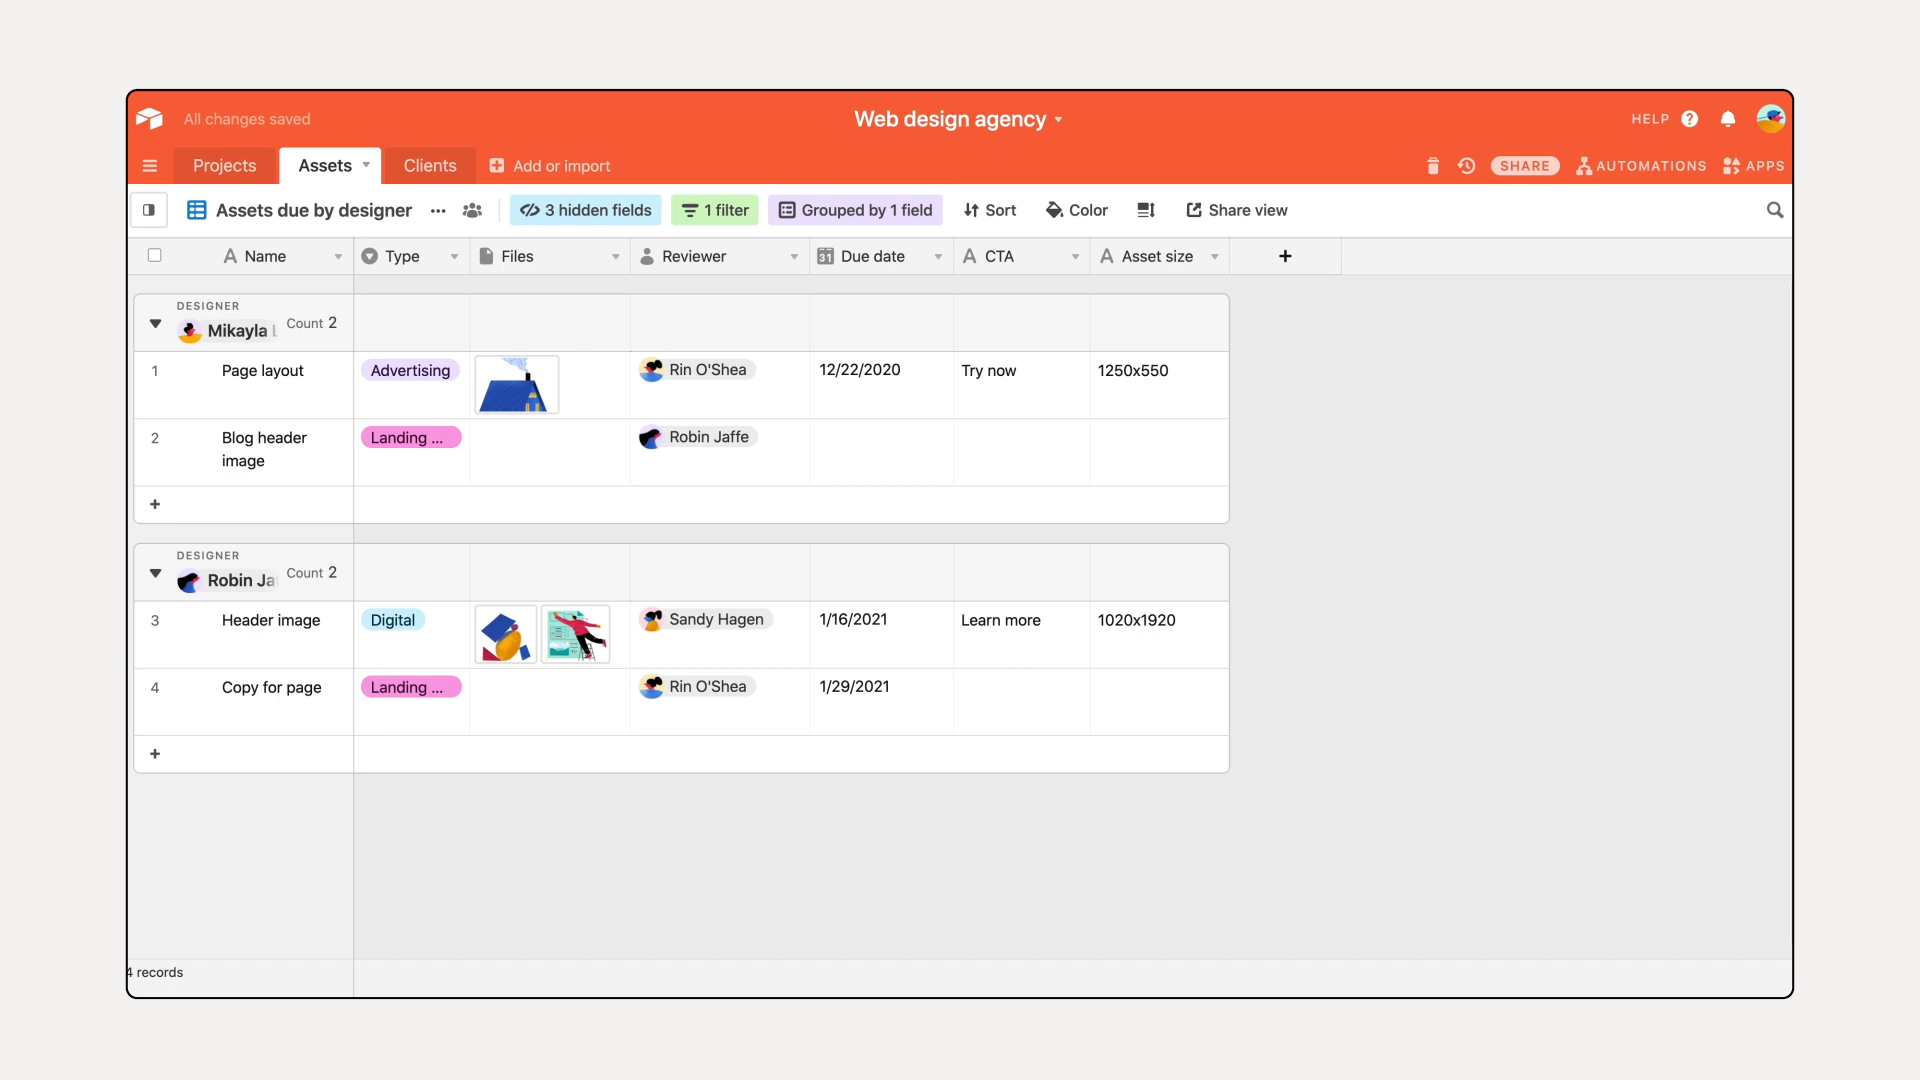 All changes saved
Web design agency
HELP
Projects
Assets
Clients
Add or import
SHARE
AUTOMATIONS
APPS
Assets due by designer
3 hidden fields
1 filter
Grouped by 1 field
Sort
Color
Share view
Name
Type
Files
Reviewer
31
Due date
CTA
Asset size
DESIGNER
Mikayla
Count 2
1
Page layout
Advertising
Rin O'Shea
12/22/2020
Try now
1250x550
2
Blog header
image
Landing ...
Robin Jaffe
DESIGNER
Robin Ja
Count 2
3
Header image
Digital
Sandy Hagen
1/16/2021
Learn more
1020x1920
4
Copy for page
Landing ...
Rin O'Shea
1/29/2021
4 records